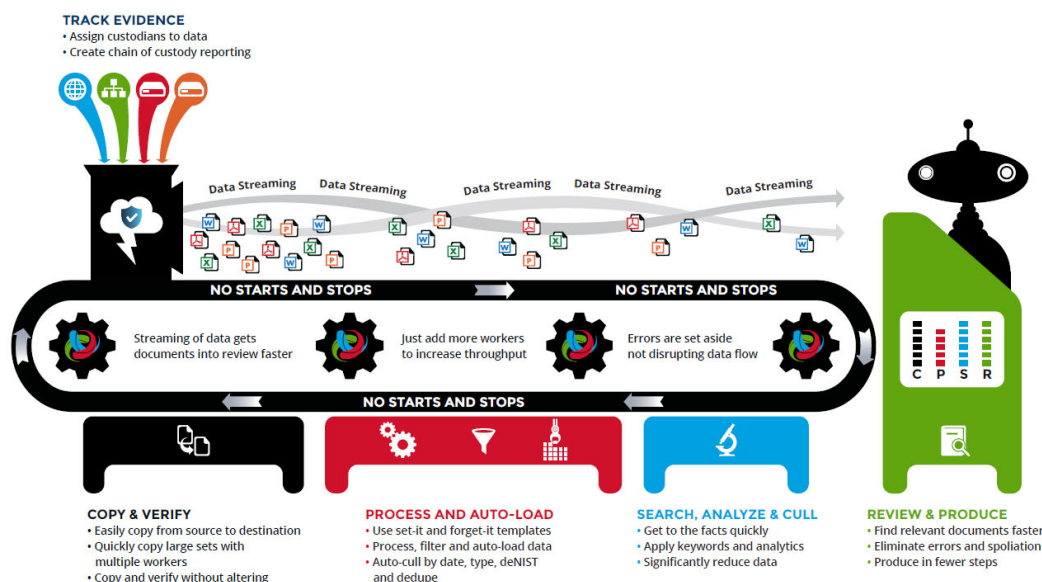 TRACK EVIDENCE
• Assign custodians to data
• Create chain of custody reporting
Data Streaming
Data Streaming
Data Streaming
Data Streaming
Data Streaming
NO STARTS AND STOPS
NO STARTS AND STOPS
Streaming of data gets
documents into review faster
Just add more workers
to increase throughput
Errors are set aside
not disrupting data flow
C P S R
NO STARTS AND STOPS
COPY & VERIFY
• Easily copy from source to destination
• Quickly copy large sets with
multiple workers
• Copy and verify without altering
PROCESS AND AUTO-LOAD
• Use set-it and forget-it templates
• Process, filter and auto-load data
• Auto-cull by date, type, deNIST
and dedupe
SEARCH, ANALYZE & CULL
• Get to the facts quickly
• Apply keywords and analytics
• Significantly reduce data
REVIEW & PRODUCE
• Find relevant documents faster
• Eliminate errors and spoliation
• Produce in fewer steps